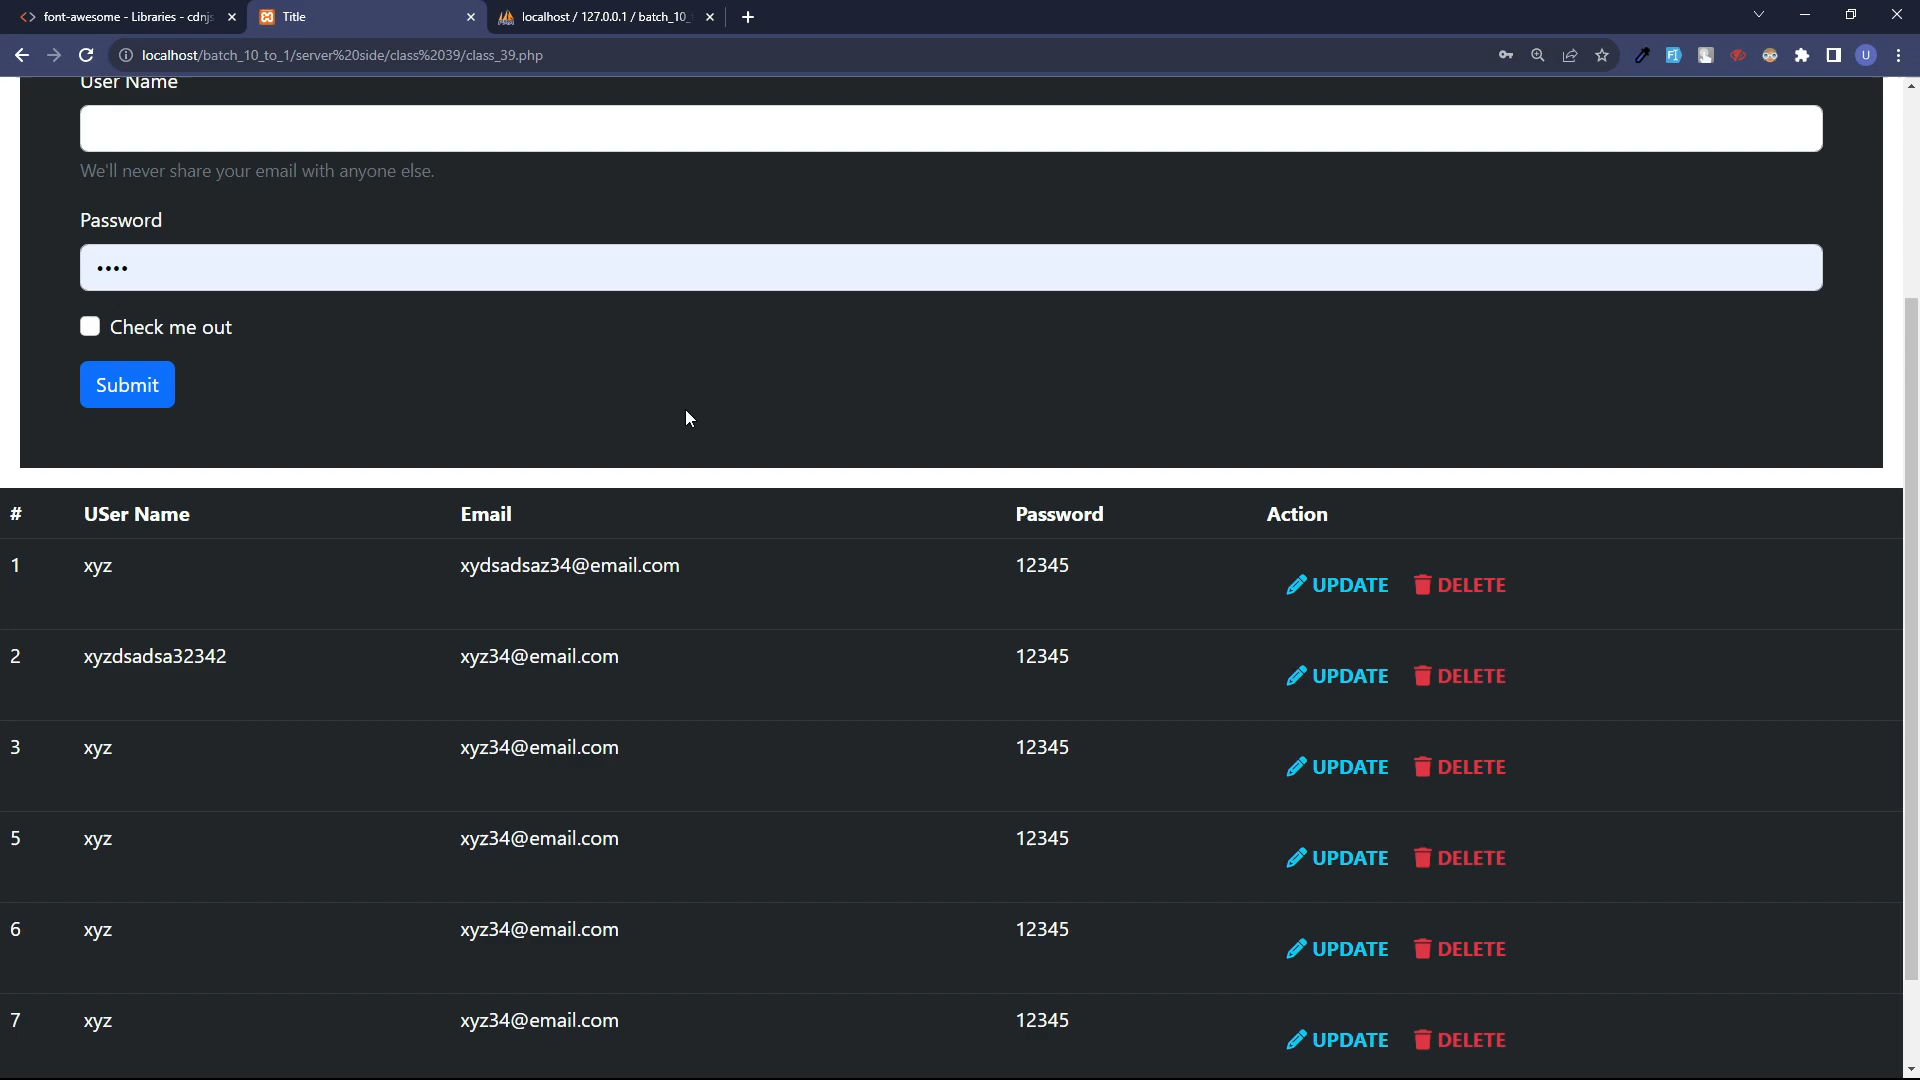 font-awesome - Libraries - cdnjs
Title
localhost / 127.0.0.1 / batch_10_
localhost/batch_10_to_1/server%20side/class%2039/class_39.php
U
User Name
We'll never share your email with anyone else.
Password
••••
Check me out
Submit
# USer Name Email Password Action
1 xyz xydsadsaz34@email.com 12345 UPDATE DELETE
2 xyzdsadsa32342 xyz34@email.com 12345 UPDATE DELETE
3 xyz xyz34@email.com 12345 UPDATE DELETE
5 xyz xyz34@email.com 12345 UPDATE DELETE
6 xyz xyz34@email.com 12345 UPDATE DELETE
7 xyz xyz34@email.com 12345 UPDATE DELETE